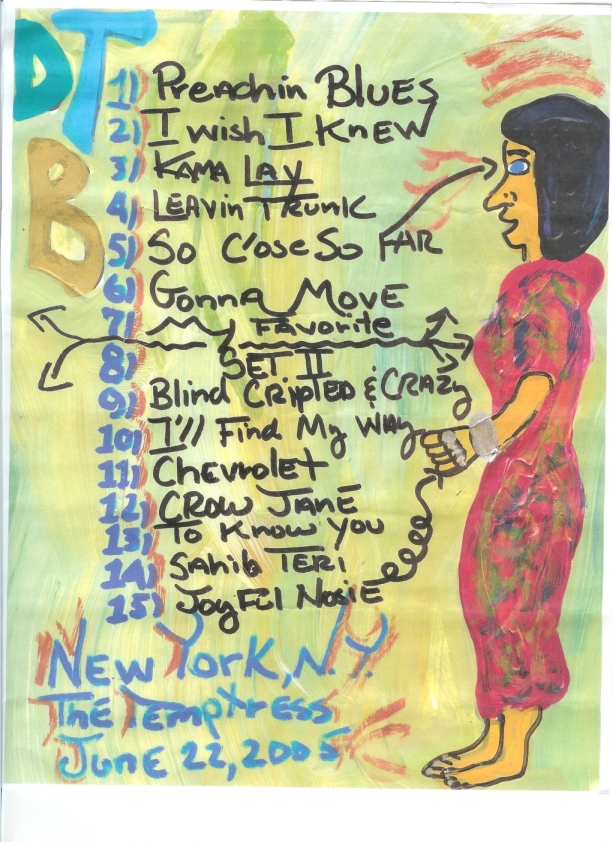 DT
B
1) Preachin BLUES
2) I wish I KNEW
3) KAMA LAY
4) LEAVin TRUNK
5) So Close So FAR
6) Gonna MovE
7) My Favorite
8) SET II
9) Blind CRiplED & CRAZy
10) I'll Find My WAy
11) CHEVrolet
12) CROW JANE
13) To Know You
14) SAhib TERI
15) JoyFul NosiE
New York, N.Y.
The TempTress
June 22, 2005